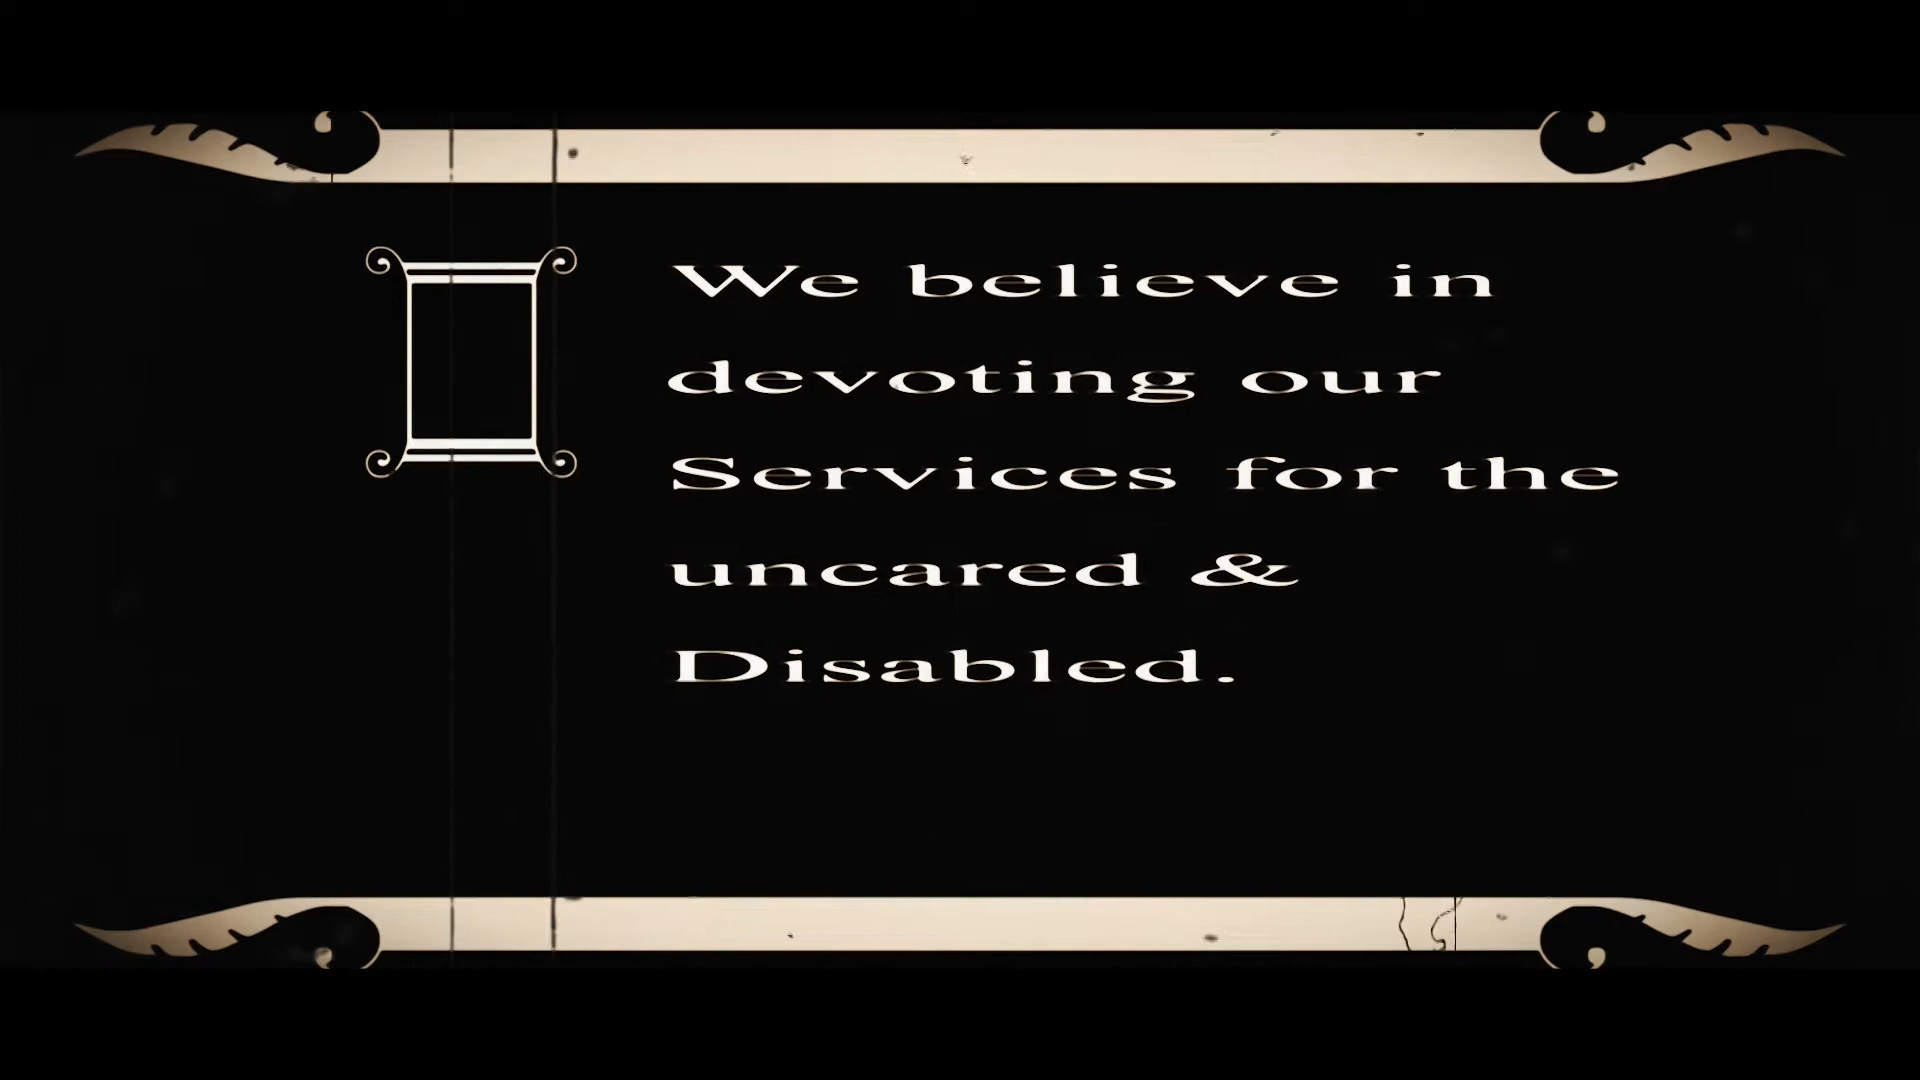 We believe in
devoting our
Services for the
uncared &
Disabled.